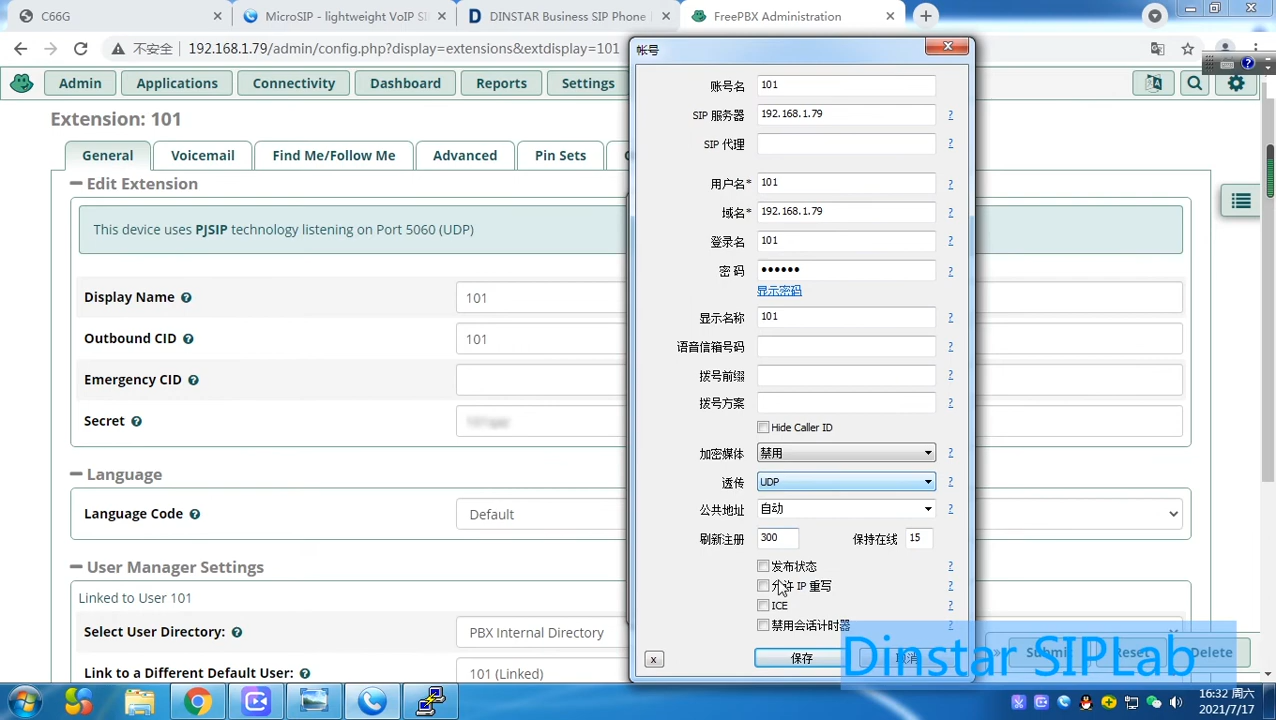 C66G
MicroSIP - lightweight VoIP SI
DINSTAR Business SIP Phone
FreePBX Administration
不安全 192.168.1.79/admin/config.php?display=extensions&extdisplay=101
Admin Applications Connectivity Dashboard Reports Settings
Extension: 101
General Voicemail Find Me/Follow Me Advanced Pin Sets
Edit Extension
This device uses PJSIP technology listening on Port 5060 (UDP)
Display Name 101
Outbound CID 101
Emergency CID
Secret
Language
Language Code Default
User Manager Settings
Linked to User 101
Select User Directory: PBX Internal Directory
Link to a Different Default User: 101 (Linked)
帐号
账号名 101
SIP 服务器 192.168.1.79 ?
SIP 代理 ?
用户名* 101 ?
域名* 192.168.1.79 ?
登录名 101 ?
密码 •••••• ?
显示密码
显示名称 101 ?
语音信箱号码 ?
拨号前缀 ?
拨号方案 ?
Hide Caller ID
加密媒体 禁用 ?
透传 UDP ?
公共地址 自动 ?
刷新注册 300 保持在线 15 ?
发布状态 ?
允许 IP 重写 ?
ICE ?
禁用会话计时器 ?
x 保存 取消
Submit Reset Delete
Dinstar SIPLab
16:32 周六
2021/7/17